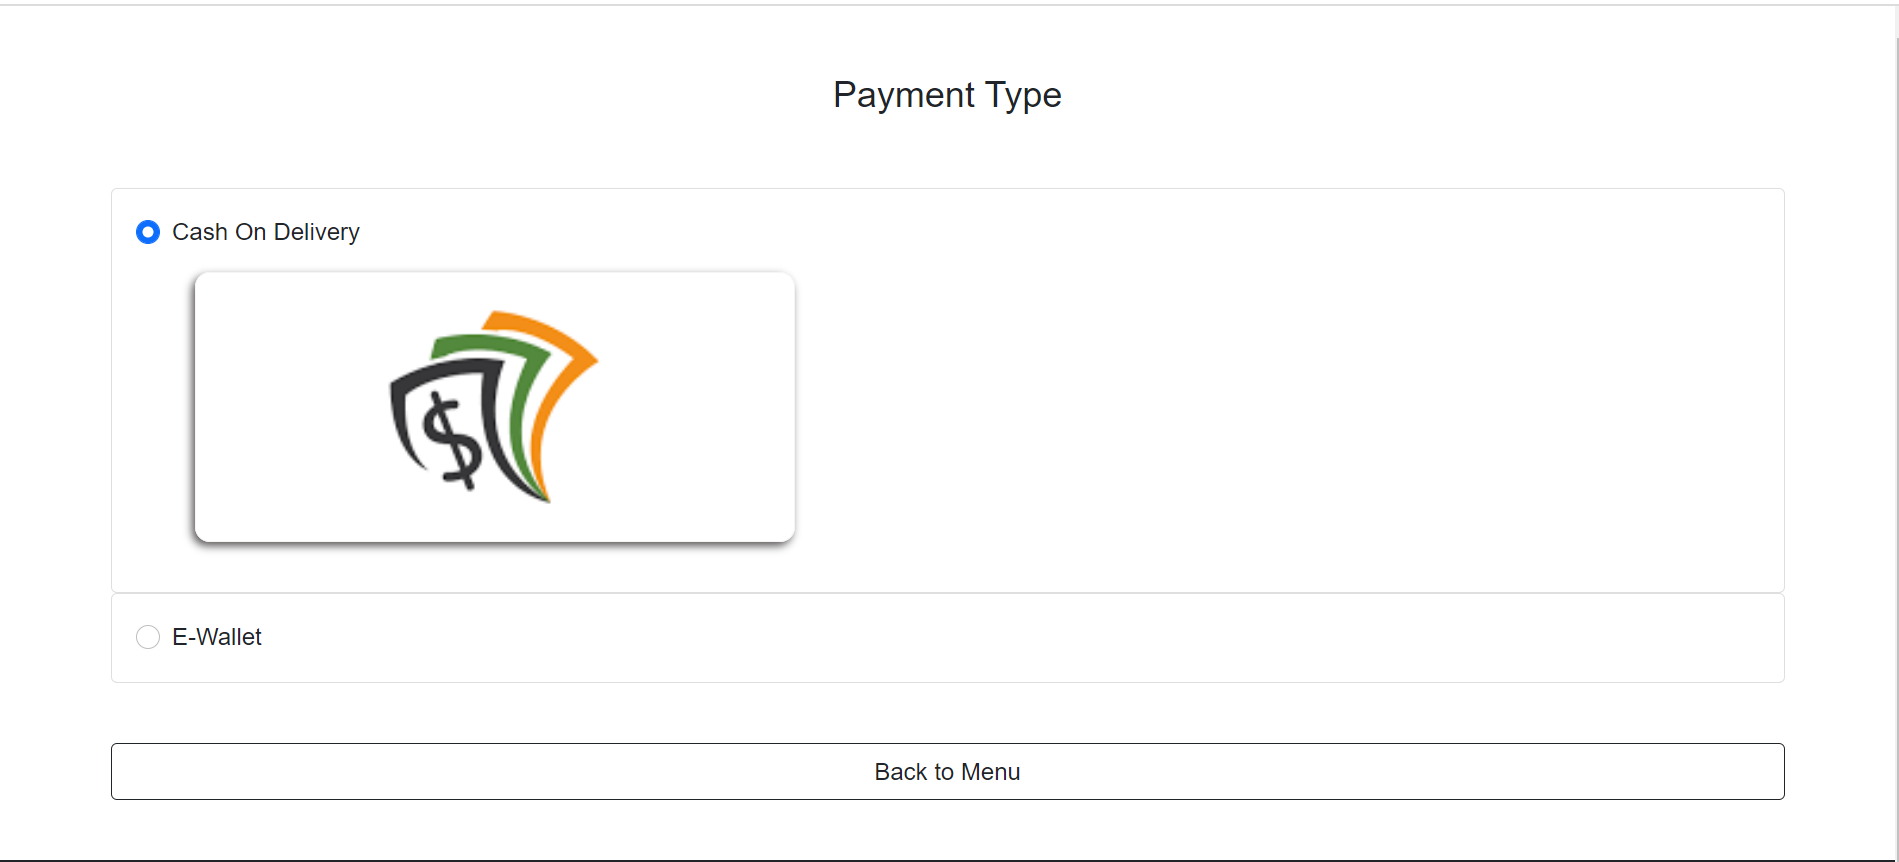 Payment Type
Cash On Delivery
$
E-Wallet
Back to Menu